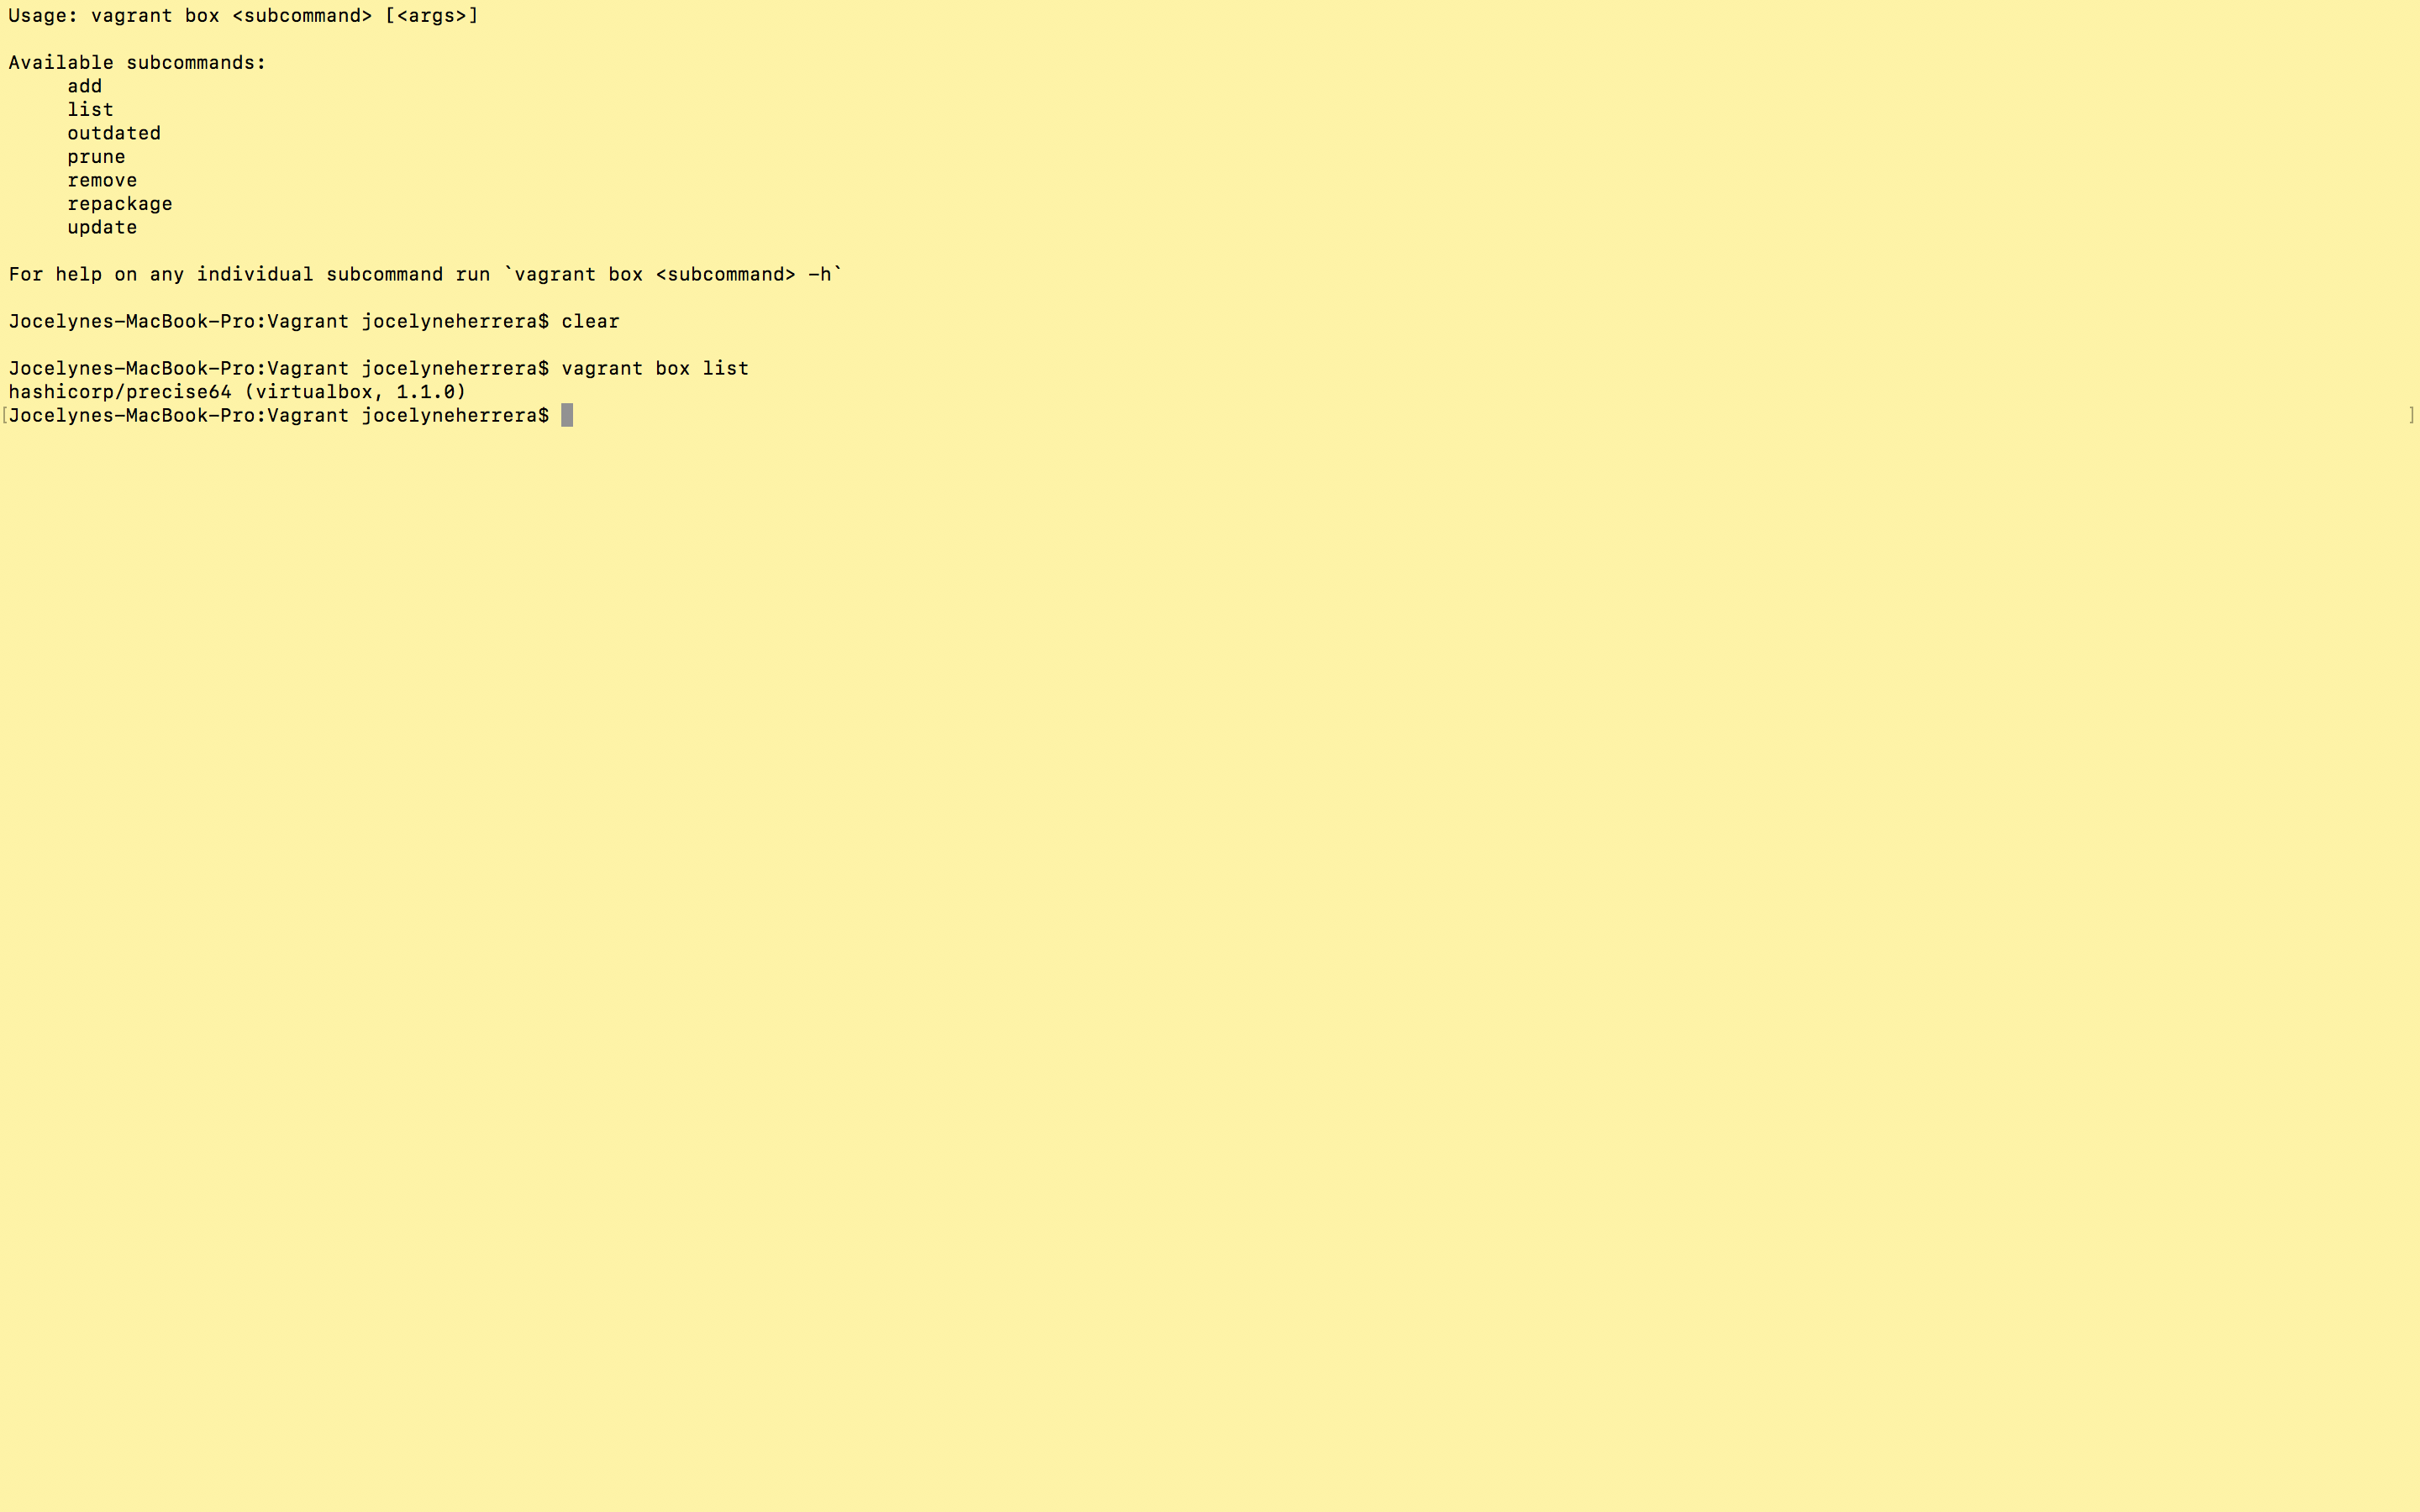 Usage: vagrant box <subcommand> [<args>]
Available subcommands:
add
list
outdated
prune
remove
repackage
update
For help on any individual subcommand run `vagrant box <subcommand> -h`
Jocelynes-MacBook-Pro:Vagrant jocelyneherrera$ clear
Jocelynes-MacBook-Pro:Vagrant jocelyneherrera$ vagrant box list
hashicorp/precise64 (virtualbox, 1.1.0)
[Jocelynes-MacBook-Pro:Vagrant jocelyneherrera$ ]